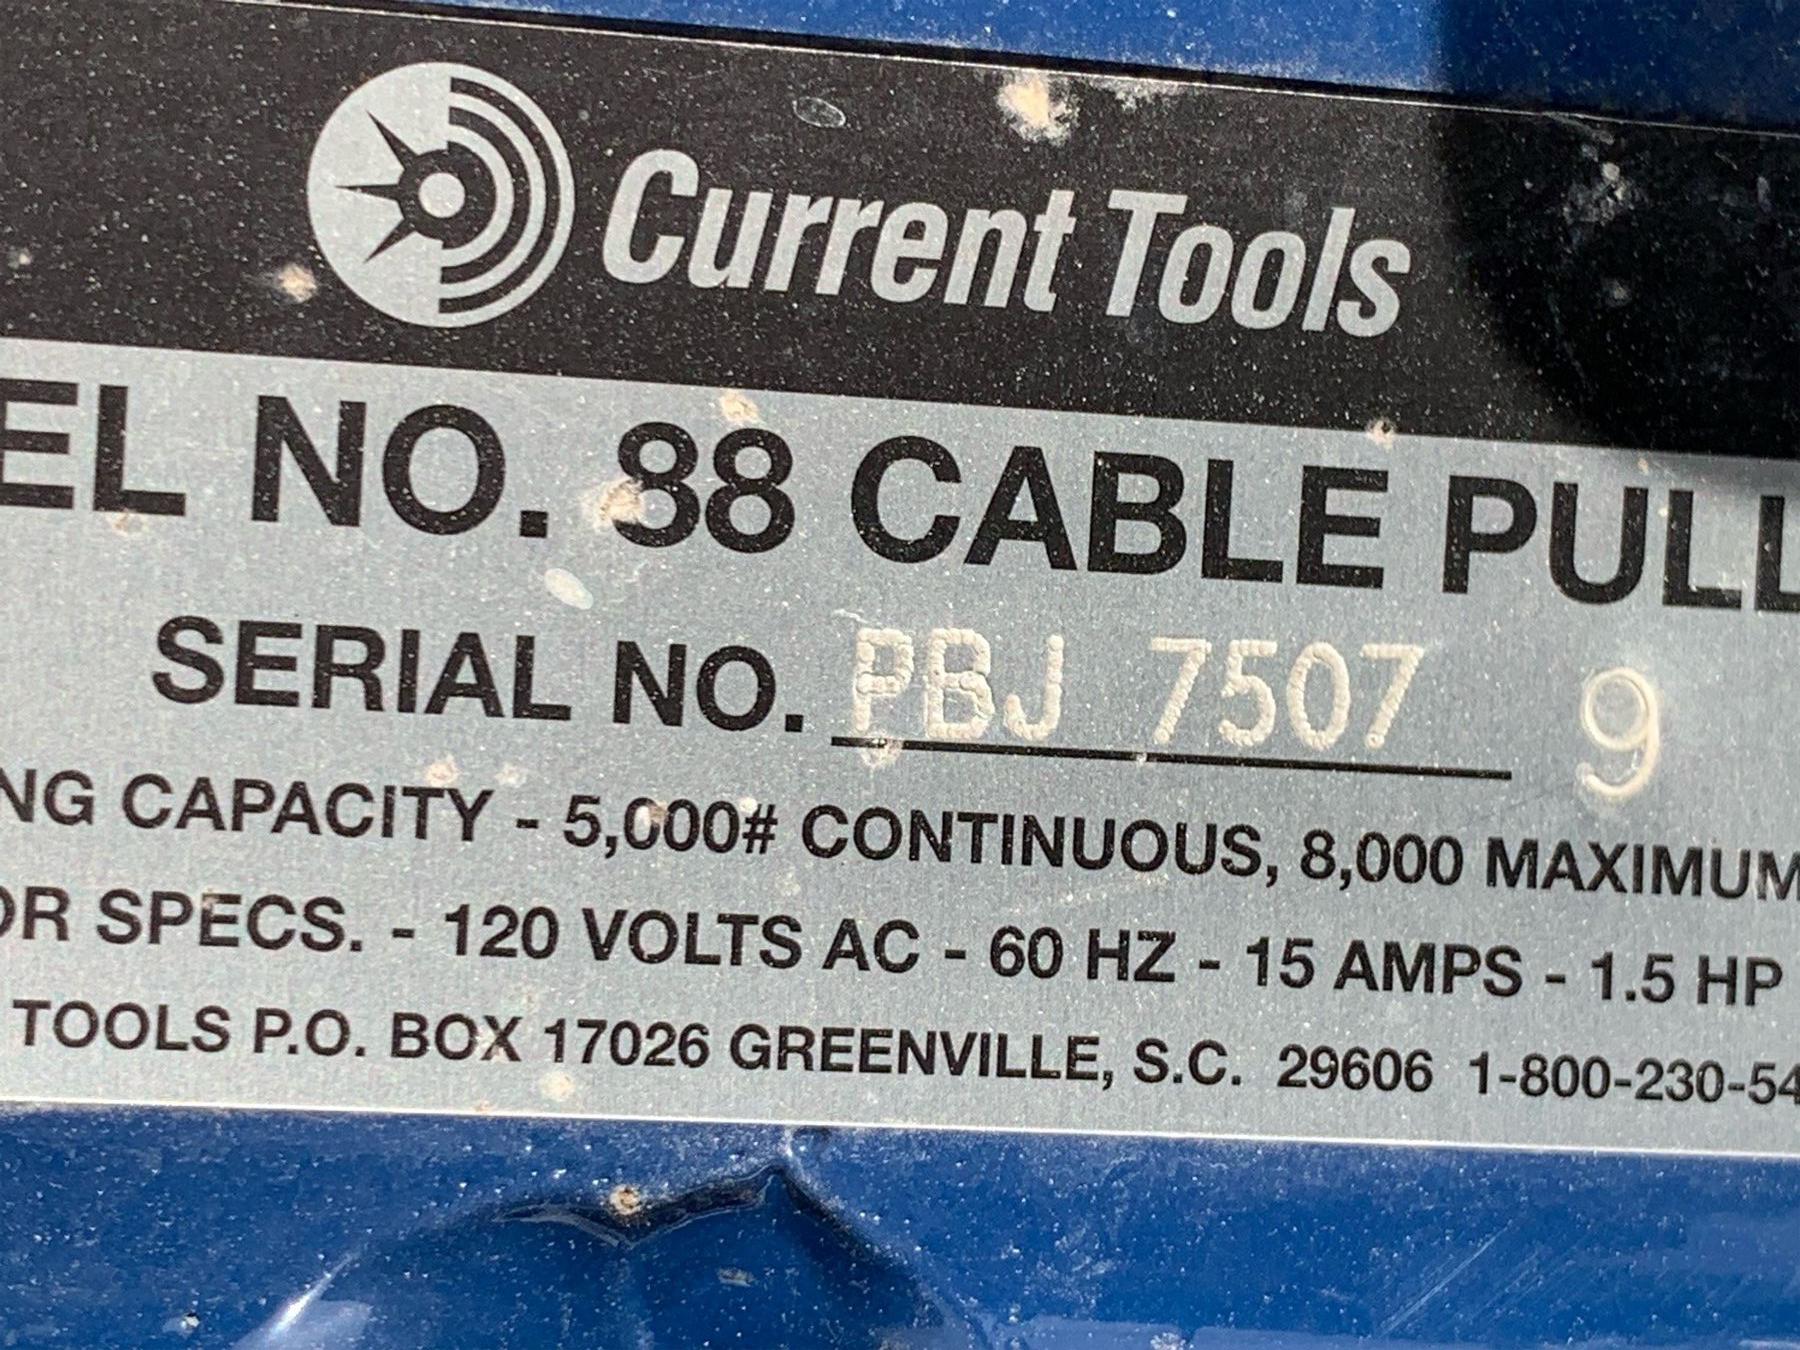 Current Tools
EL NO. 88 CABLE PULL
SERIAL NO. PBJ 7507 9
NG CAPACITY - 5,000# CONTINUOUS, 8,000 MAXIMUM
OR SPECS. - 120 VOLTS AC - 60 HZ - 15 AMPS - 1.5 HP
TOOLS P.O. BOX 17026 GREENVILLE, S.C. 29606 1-800-230-54